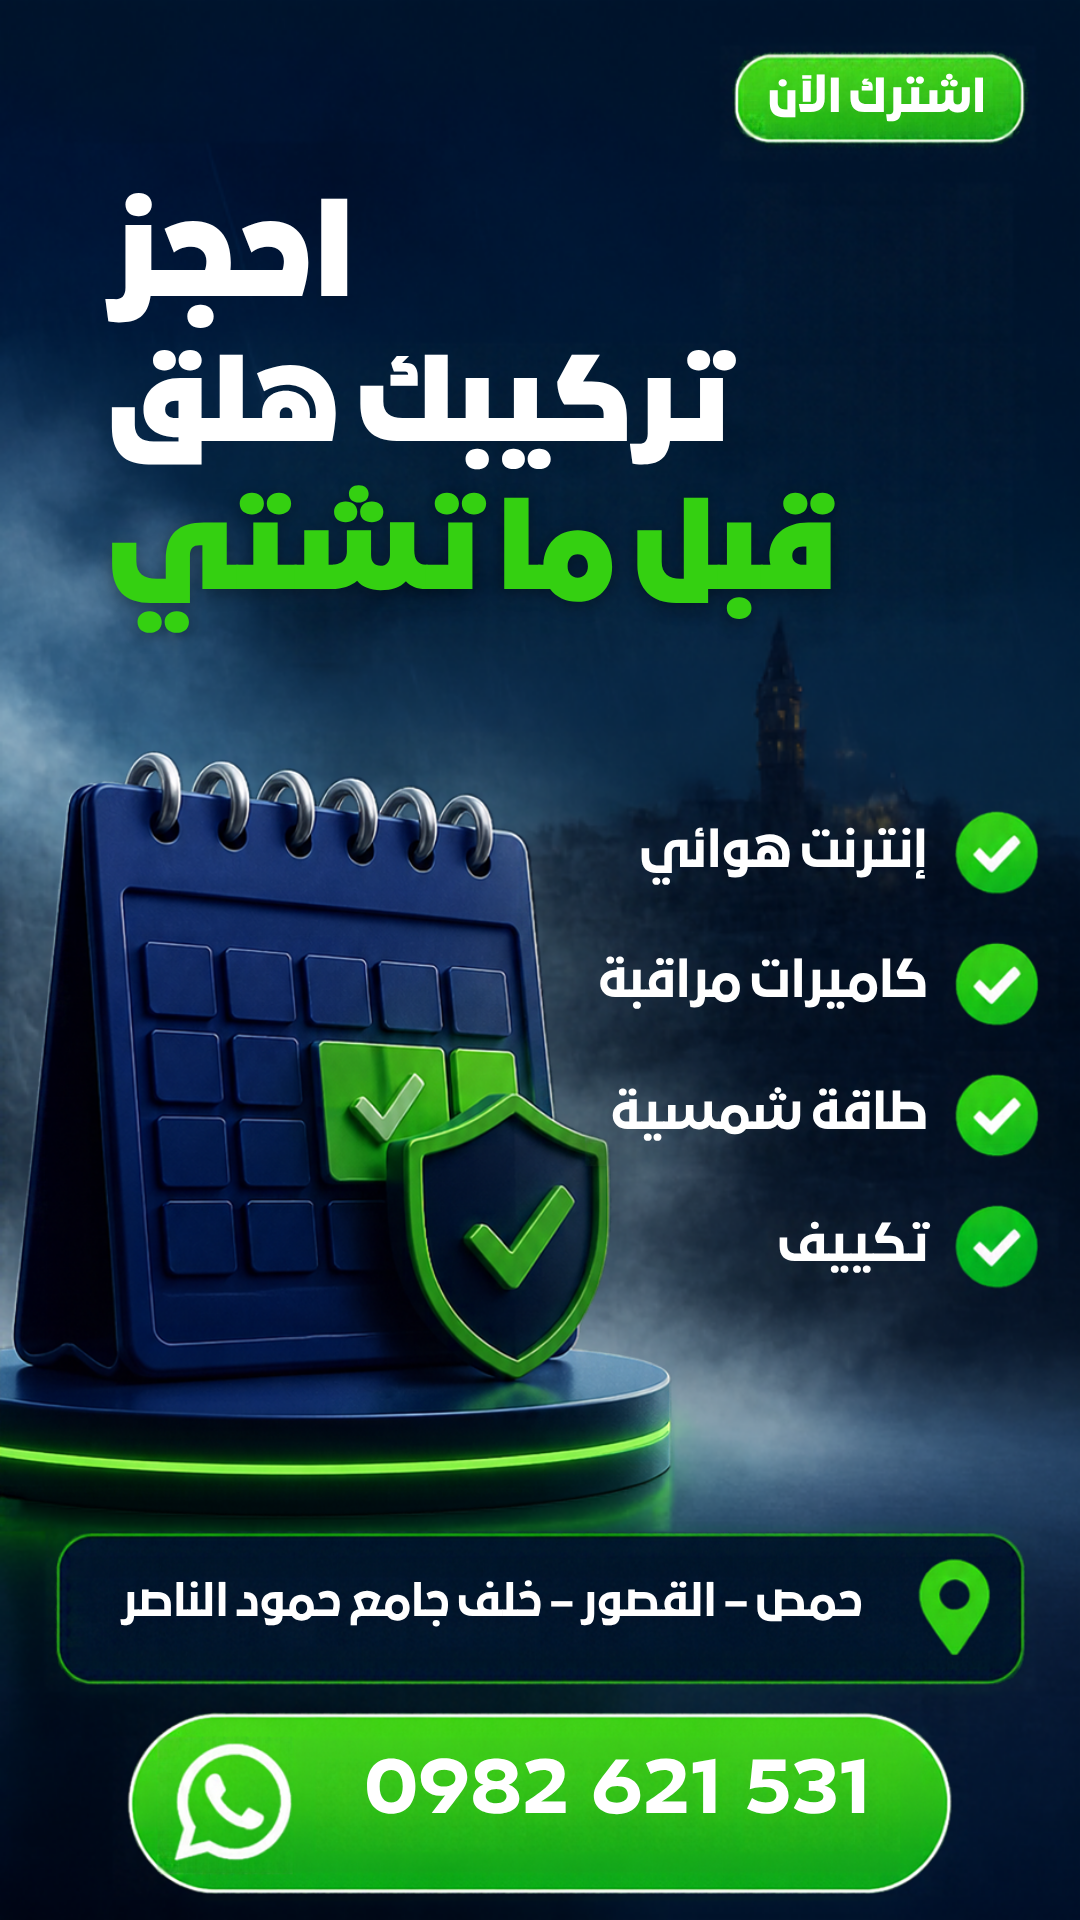 اشترك الآن
احجز
تركيبك هلق
قبل ما تشتي
إنترنت هوائي
كاميرات مراقبة
طاقة شمسية
تكييف
حمص – القصور – خلف جامع حمود الناصر
0982 621 531